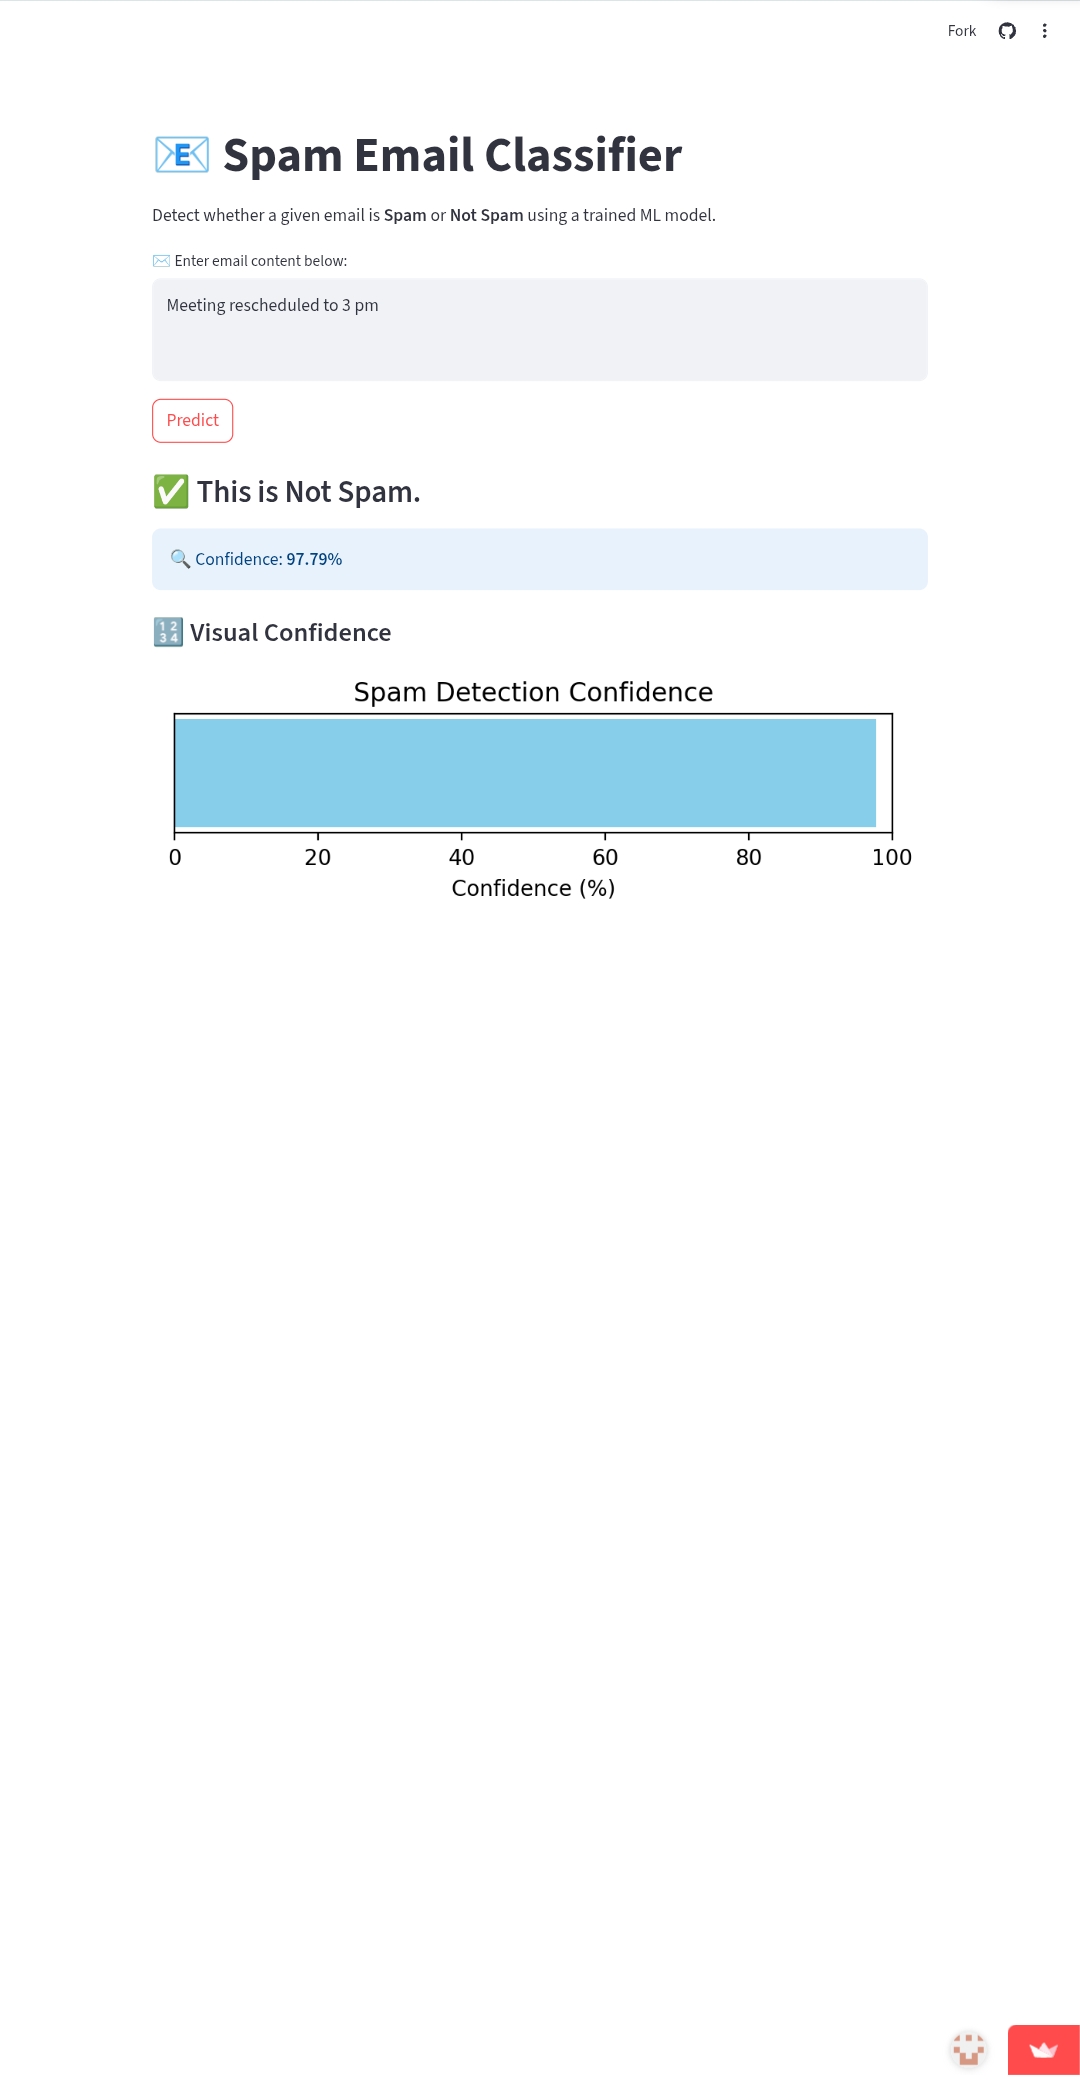 Fork
📧 Spam Email Classifier
Detect whether a given email is Spam or Not Spam using a trained ML model.
✉️ Enter email content below:
Meeting rescheduled to 3 pm
Predict
✅ This is Not Spam.
🔍 Confidence: 97.79%
🔢 Visual Confidence
Spam Detection Confidence
0 20 40 60 80 100
Confidence (%)